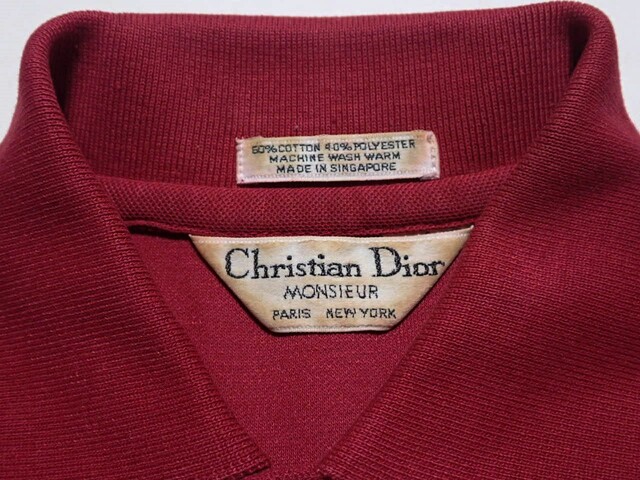 60% COTTON 40% POLYESTER
MACHINE WASH WARM
MADE IN SINGAPORE
Christian Dior
MONSIEUR
PARIS NEW YORK